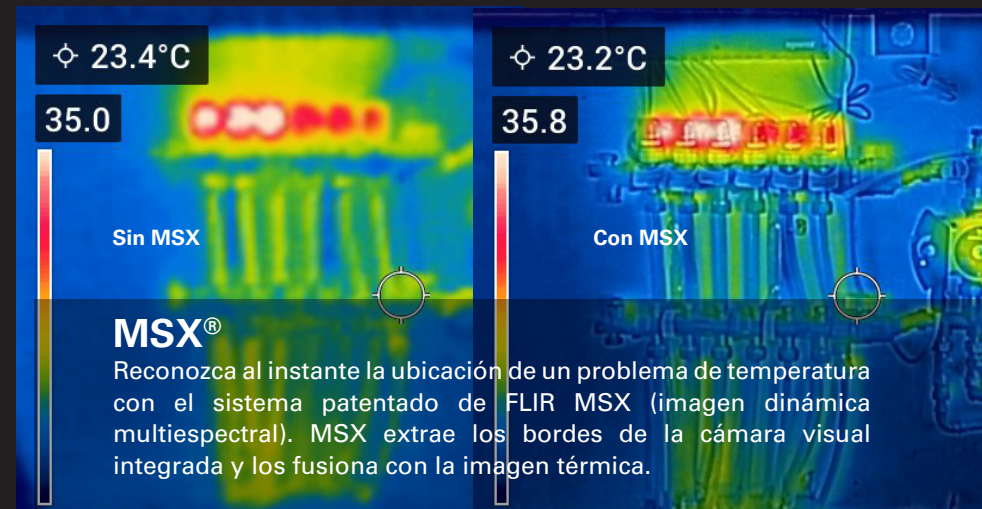 23.4°C
35.0
Sin MSX
23.2°C
35.8
Con MSX
MSX®
Reconozca al instante la ubicación de un problema de temperatura
con el sistema patentado de FLIR MSX (imagen dinámica
multiespectral). MSX extrae los bordes de la cámara visual
integrada y los fusiona con la imagen térmica.